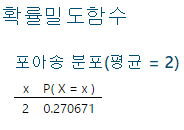 확률밀도함수
포아송 분포(평균 = 2)
x P( X = x )
2 0.270671